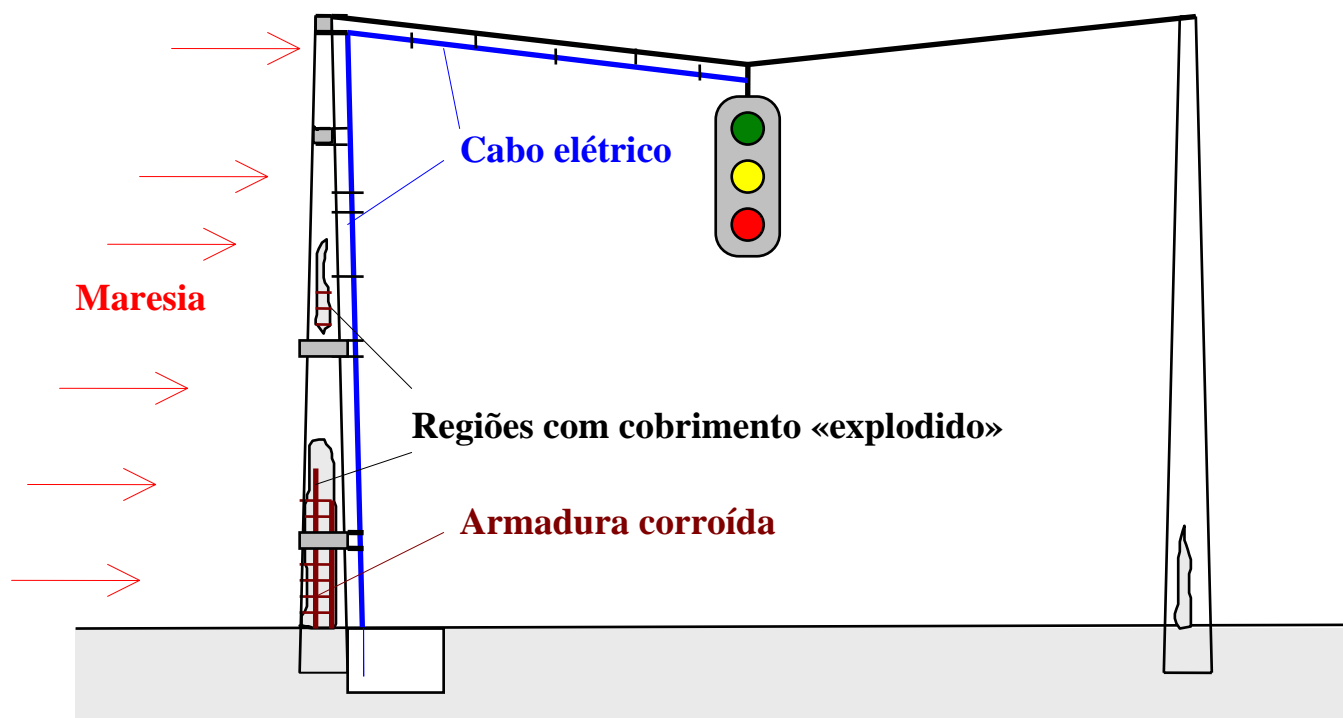 Cabo elétrico
Maresia
Regiões com cobrimento «explodido»
Armadura corroída